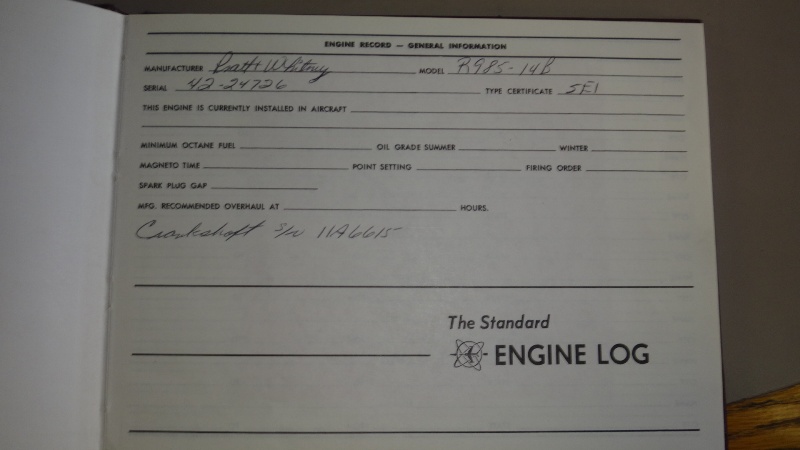 ENGINE RECORD — GENERAL INFORMATION
MANUFACTURER Pratt Whitney MODEL R985-14B
SERIAL 42-24726 TYPE CERTIFICATE 5E1
THIS ENGINE IS CURRENTLY INSTALLED IN AIRCRAFT
MINIMUM OCTANE FUEL OIL GRADE SUMMER WINTER
MAGNETO TIME POINT SETTING FIRING ORDER
SPARK PLUG GAP
MFG. RECOMMENDED OVERHAUL AT HOURS.
Crankshaft S/N 11A6615
The Standard
ENGINE LOG